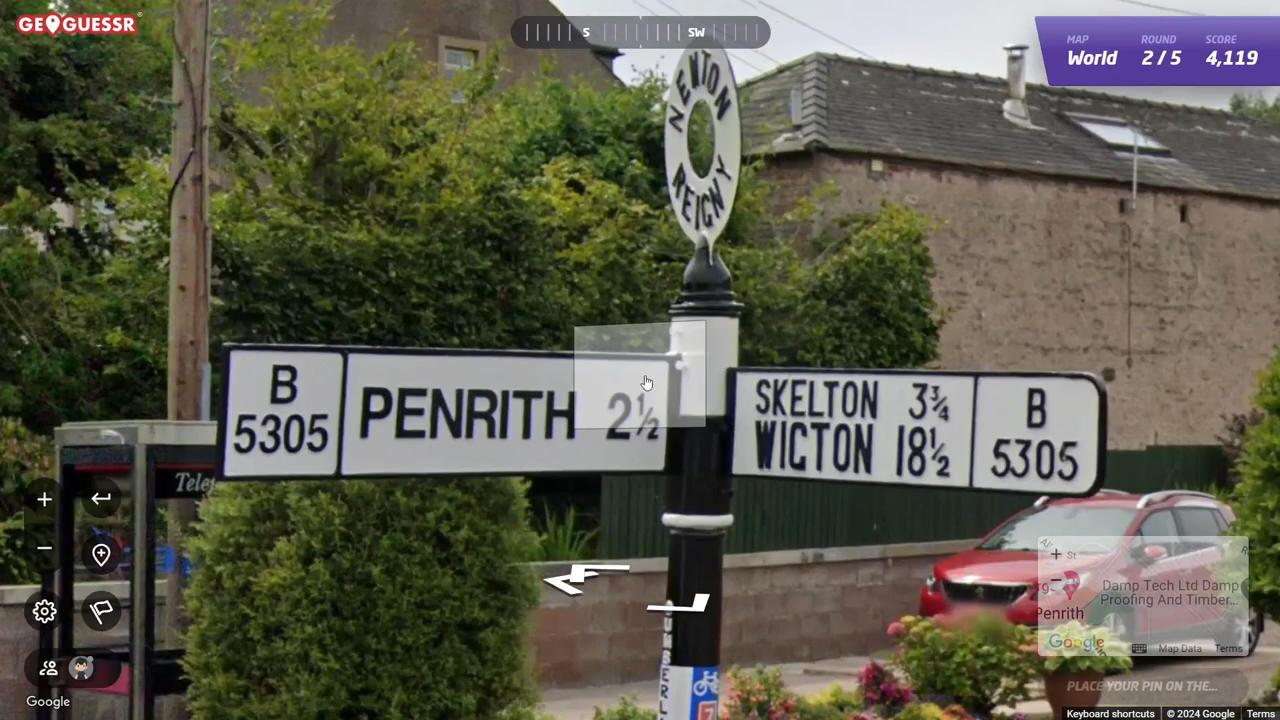 GEOGUESSR
S
SW
MAP
World
ROUND
2 / 5
SCORE
4,119
NEWTON
REIGNY
B
5305
PENRITH 2½
SKELTON 3¾
WICTON 18½
B
5305
Damp Tech Ltd Damp
Proofing And Timber...
Penrith
Google
Map Data
Terms
PLACE YOUR PIN ON THE...
Google
Keyboard shortcuts
© 2024 Google
Terms